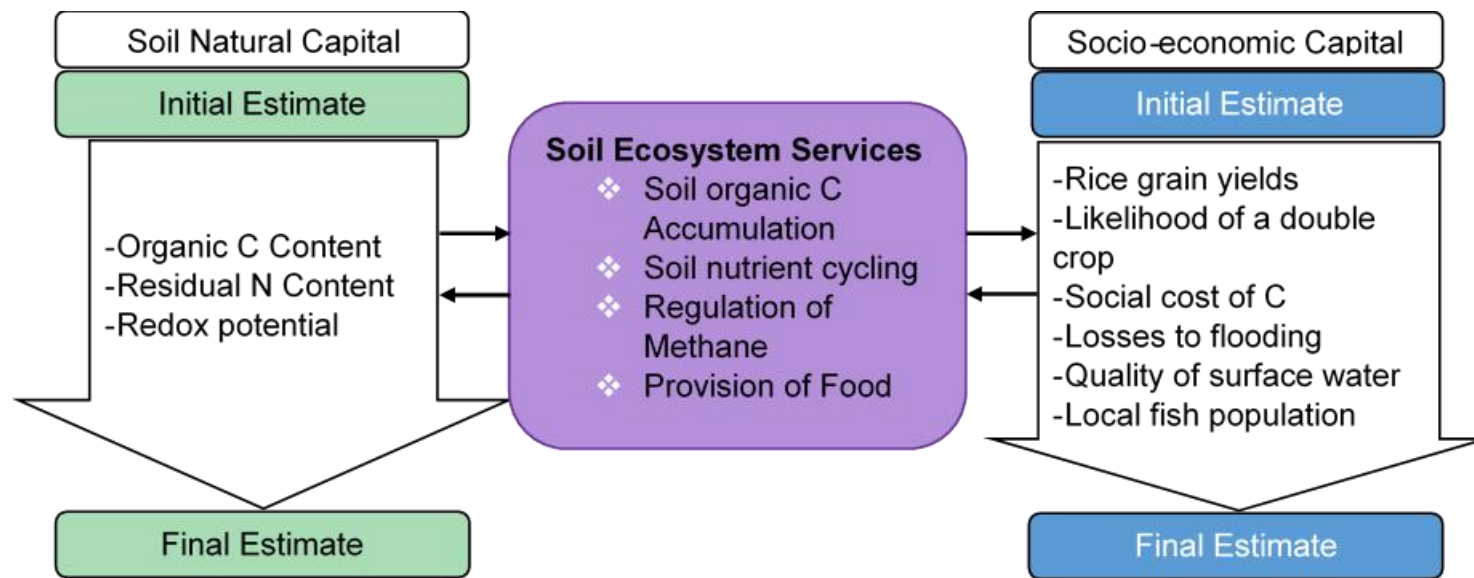 Soil Natural Capital
Initial Estimate
-Organic C Content
-Residual N Content
-Redox potential
Final Estimate
Soil Ecosystem Services
❖ Soil organic C
Accumulation
❖ Soil nutrient cycling
❖ Regulation of
Methane
❖ Provision of Food
Socio-economic Capital
Initial Estimate
-Rice grain yields
-Likelihood of a double
crop
-Social cost of C
-Losses to flooding
-Quality of surface water
-Local fish population
Final Estimate